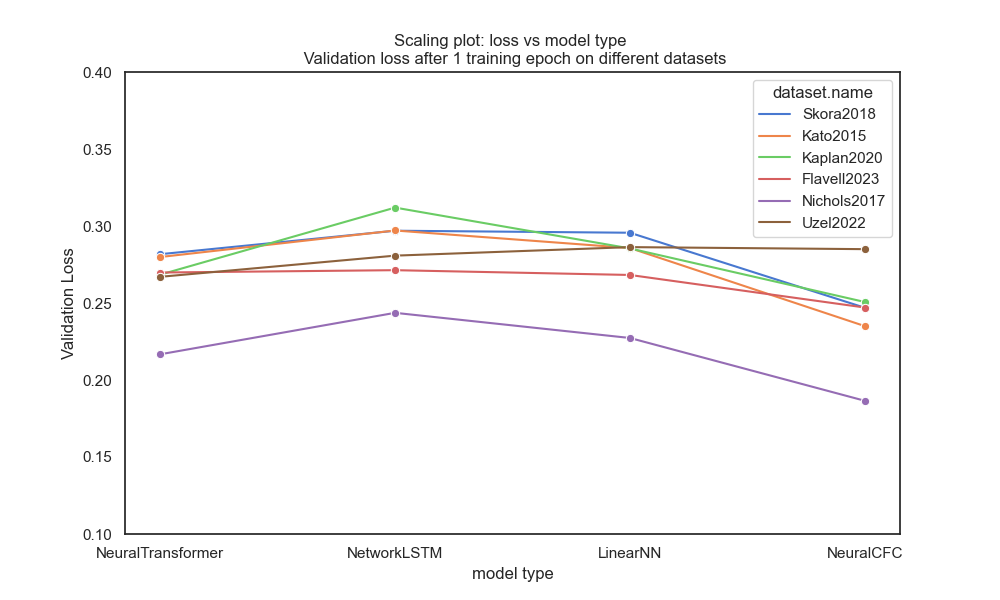 Scaling plot: loss vs model type
Validation loss after 1 training epoch on different datasets
dataset.name
Skora2018
Kato2015
Kaplan2020
Flavell2023
Nichols2017
Uzel2022
Validation Loss
0.40
0.35
0.30
0.25
0.20
0.15
0.10
NeuralTransformer
NetworkLSTM
LinearNN
NeuralCFC
model type